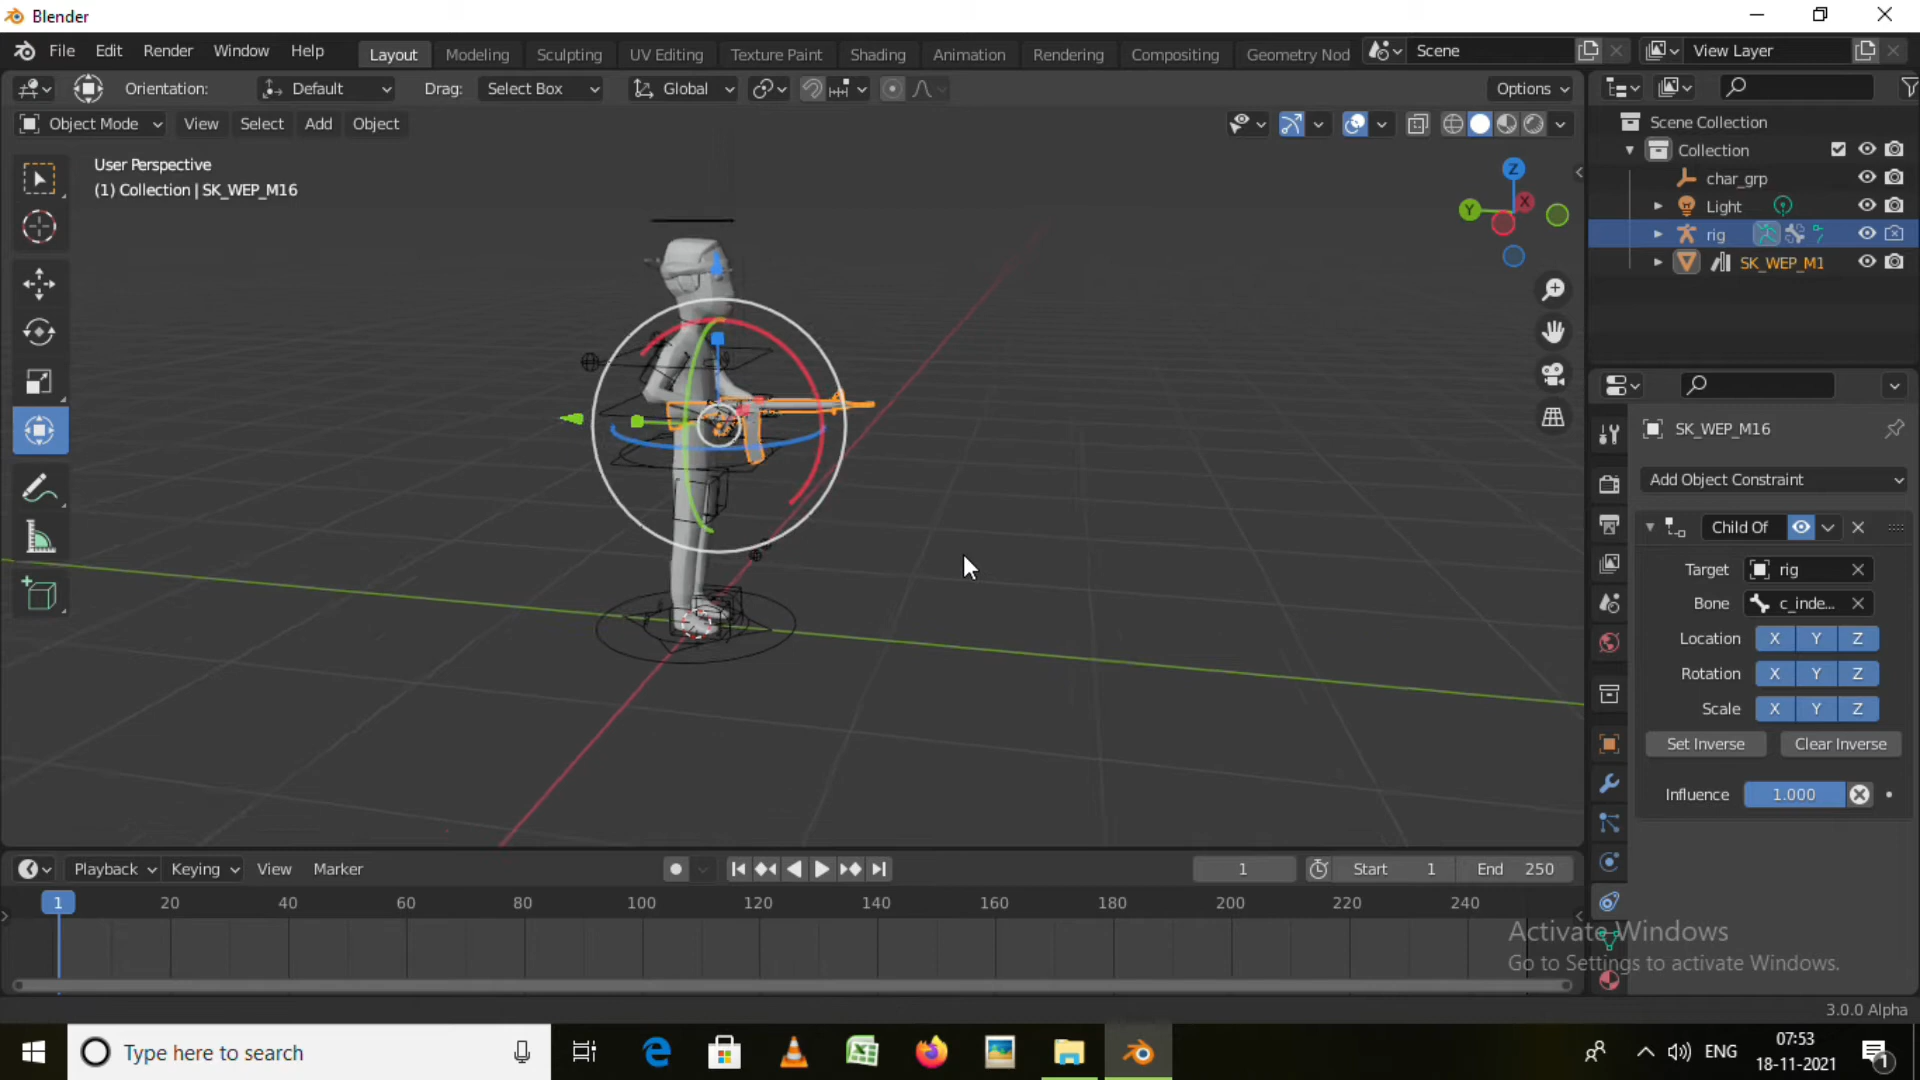 Blender
File Edit Render Window Help Layout Modeling Sculpting UV Editing Texture Paint Shading Animation Rendering Compositing Geometry Nod Scene View Layer
Orientation: Default Drag: Select Box Global Options
Object Mode View Select Add Object
User Perspective
(1) Collection | SK_WEP_M16
Z
Y X
Scene Collection
Collection
char_grp
Light
rig
SK_WEP_M1
SK_WEP_M16
Add Object Constraint
Child Of
Target rig
Bone c_inde...
Location X Y Z
Rotation X Y Z
Scale X Y Z
Set Inverse Clear Inverse
Influence 1.000
Playback Keying View Marker 1 Start 1 End 250
1 20 40 60 80 100 120 140 160 180 200 220 240
Activate Windows
Go to Settings to activate Windows.
3.0.0 Alpha
Type here to search
ENG
07:53
18-11-2021
1